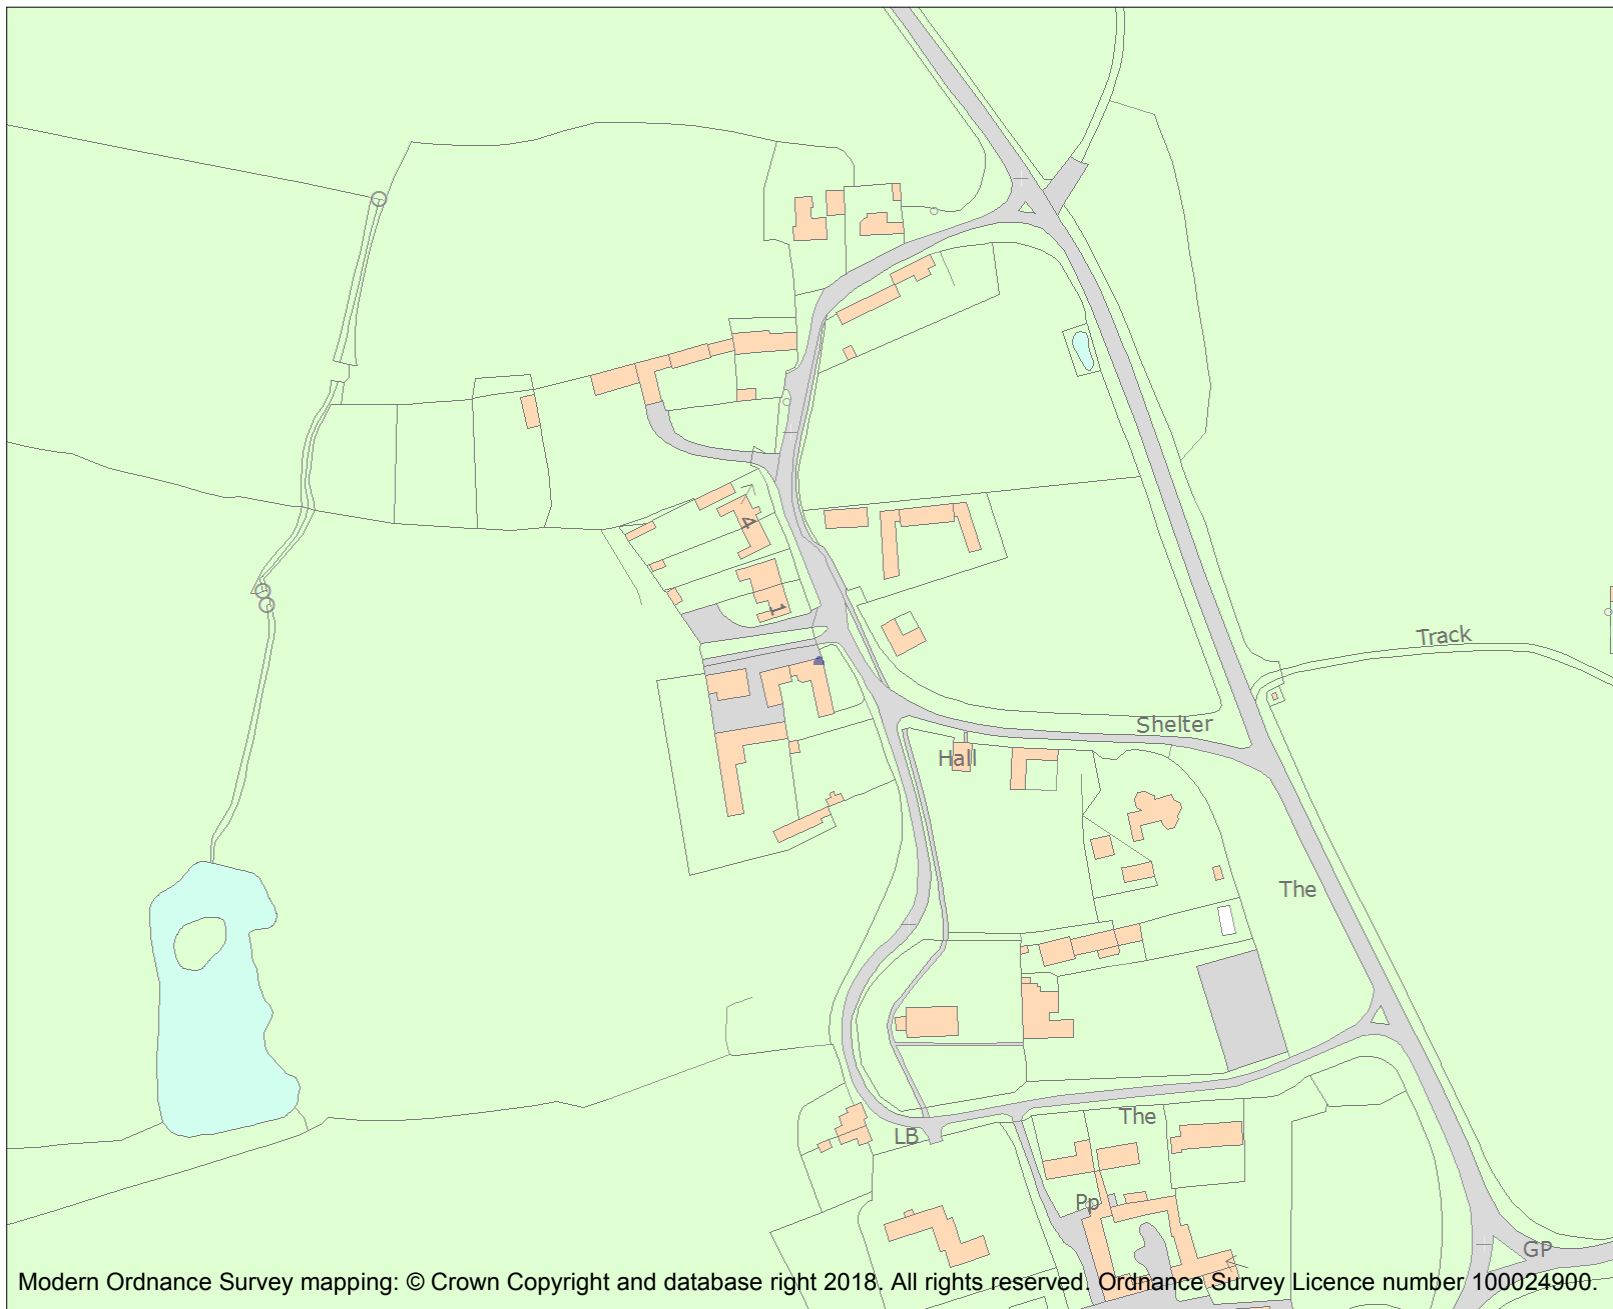 4
1
Track
Shelter
Hall
The
The
LB
Pp
GP
Modern Ordnance Survey mapping: © Crown Copyright and database right 2018. All rights reserved. Ordnance Survey Licence number 100024900.